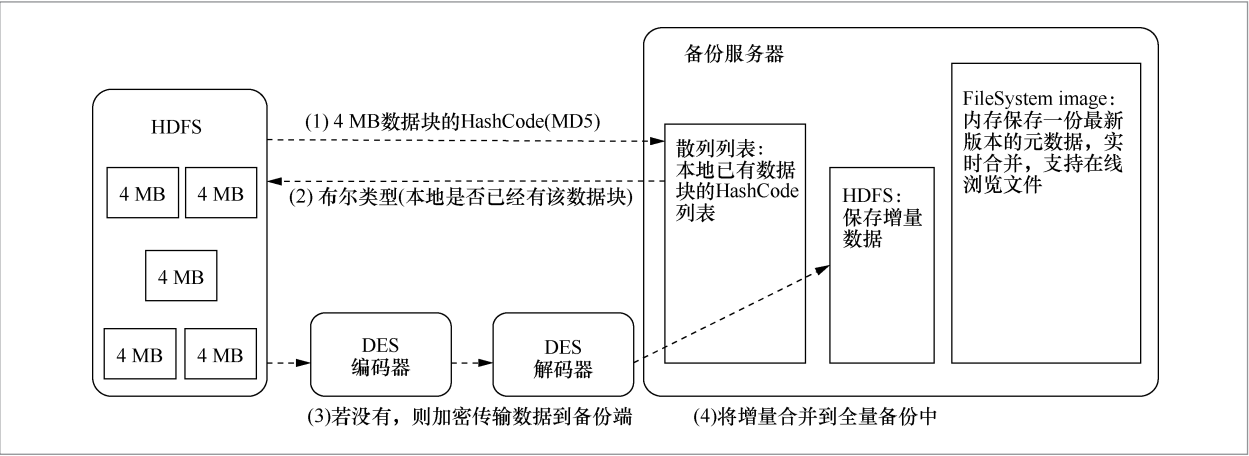 备份服务器
HDFS
4 MB
4 MB
4 MB
4 MB
4 MB
(1) 4 MB数据块的HashCode(MD5)
(2) 布尔类型(本地是否已经有该数据块)
散列列表：
本地已有数据
块的HashCode
列表
HDFS：
保存增量
数据
FileSystem image：
内存保存一份最新
版本的元数据，实
时合并，支持在线
浏览文件
DES
编码器
DES
解码器
(3)若没有，则加密传输数据到备份端
(4)将增量合并到全量备份中